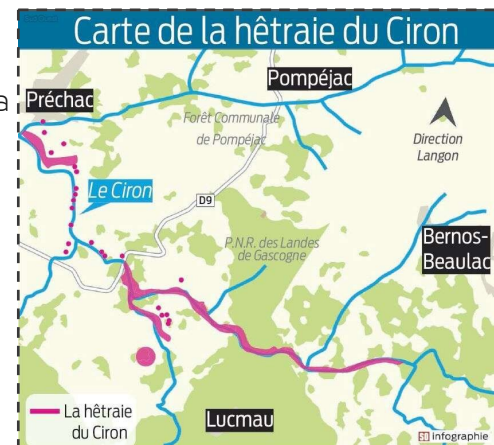 Carte de la hêtraie du Ciron
Pompéjac
Préchac
a
Forêt Communale
de Pompéjac
Direction
Langon
Le Ciron
D9
P.N.R. des Landes
de Gascogne
Bernos-
Beaulac
La hêtraie
du Ciron
Lucmau
SO infographie